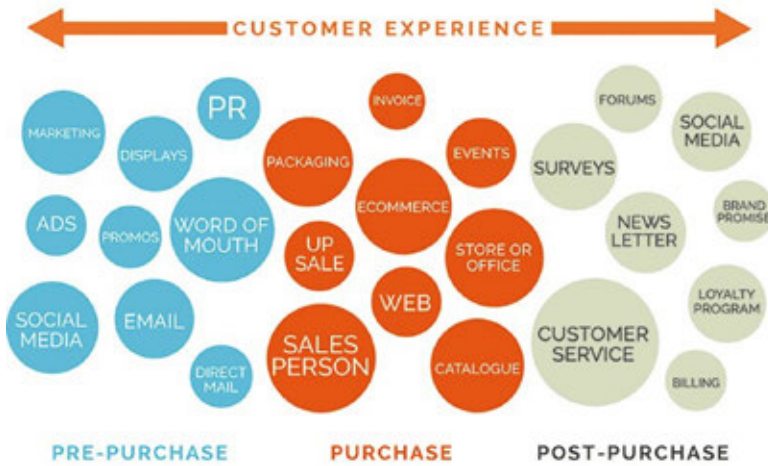 CUSTOMER EXPERIENCE
MARKETING
DISPLAYS
PR
ADS
PROMOS
WORD OF
MOUTH
SOCIAL
MEDIA
EMAIL
DIRECT
MAIL
INVOICE
PACKAGING
EVENTS
ECOMMERCE
UP
SALE
STORE OR
OFFICE
WEB
SALES
PERSON
CATALOGUE
FORUMS
SOCIAL
MEDIA
SURVEYS
NEWS
LETTER
BRAND
PROMISE
LOYALTY
PROGRAM
CUSTOMER
SERVICE
BILLING
PRE-PURCHASE
PURCHASE
POST-PURCHASE